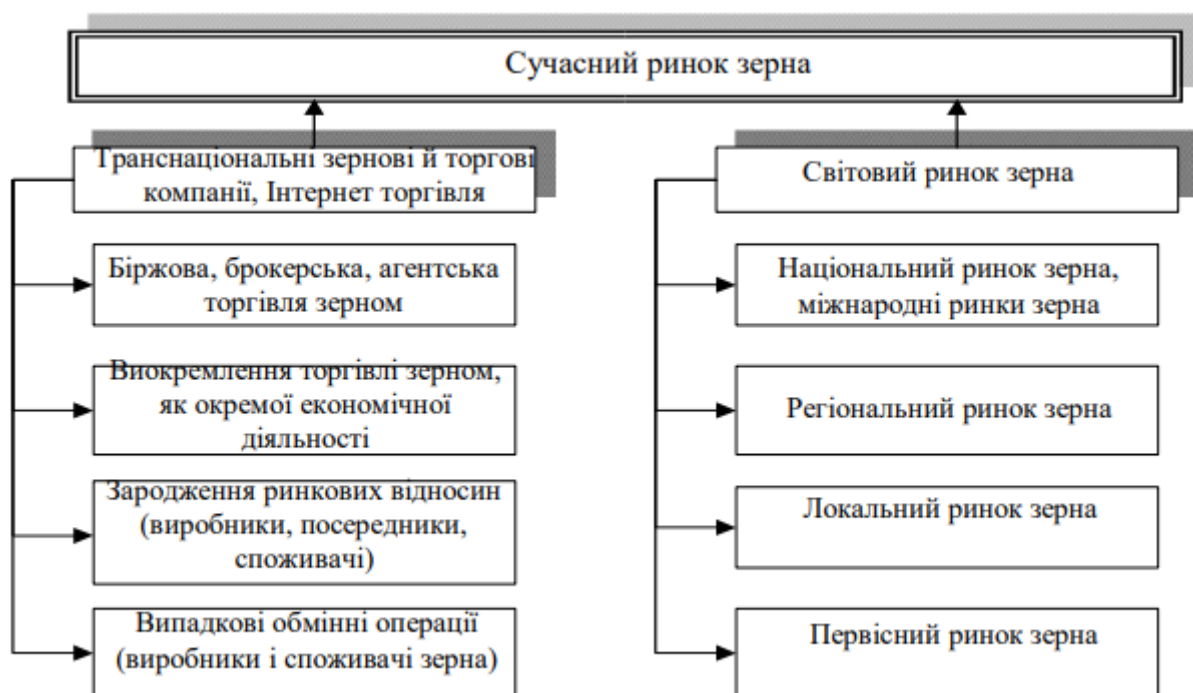 Сучасний ринок зерна
Транснаціональні зернові й торгові
компанії, Інтернет торгівля
Біржова, брокерська, агентська
торгівля зерном
Виокремлення торгівлі зерном,
як окремої економічної
діяльності
Зародження ринкових відносин
(виробники, посередники,
споживачі)
Випадкові обмінні операції
(виробники і споживачі зерна)
Світовий ринок зерна
Національний ринок зерна,
міжнародні ринки зерна
Регіональний ринок зерна
Локальний ринок зерна
Первісний ринок зерна